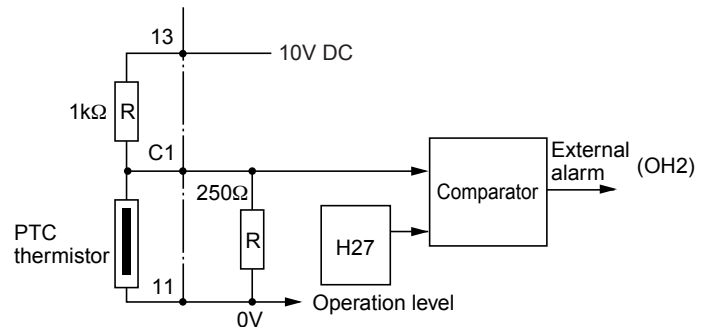 13
10V DC
1kΩ
R
C1
250Ω
R
PTC
thermistor
11
0V
H27
Operation level
Comparator
External
alarm
(OH2)